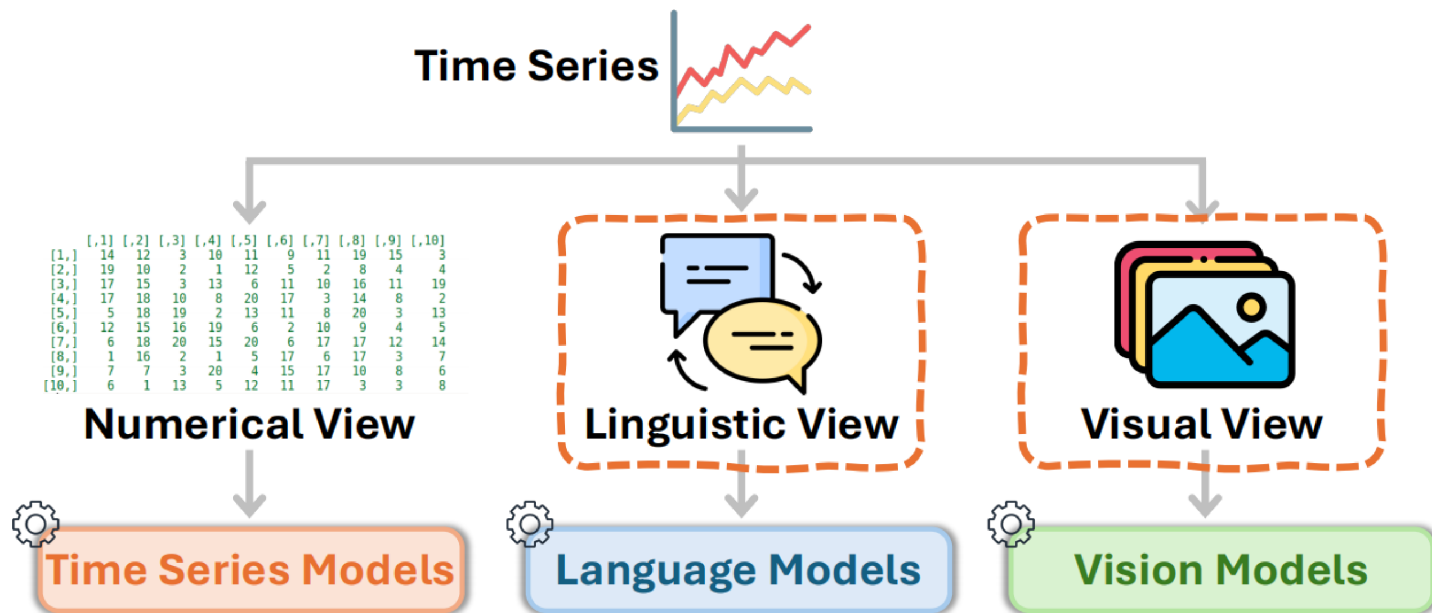 Time Series
[,1] [,2] [,3] [,4] [,5] [,6] [,7] [,8] [,9] [,10]
[1,] 14 12 3 10 11 9 11 19 15 3
[2,] 19 10 2 1 12 5 2 8 4 4
[3,] 17 15 3 13 6 11 10 16 11 19
[4,] 17 18 10 8 20 17 3 14 8 2
[5,] 5 18 19 2 13 11 8 20 3 13
[6,] 12 15 16 19 6 2 10 9 4 5
[7,] 6 18 20 15 20 6 17 17 12 14
[8,] 1 16 2 1 5 17 6 17 3 7
[9,] 7 7 3 20 4 15 17 10 8 6
[10,] 6 1 13 5 12 11 17 3 3 8
Numerical View
Linguistic View
Visual View
Time Series Models
Language Models
Vision Models